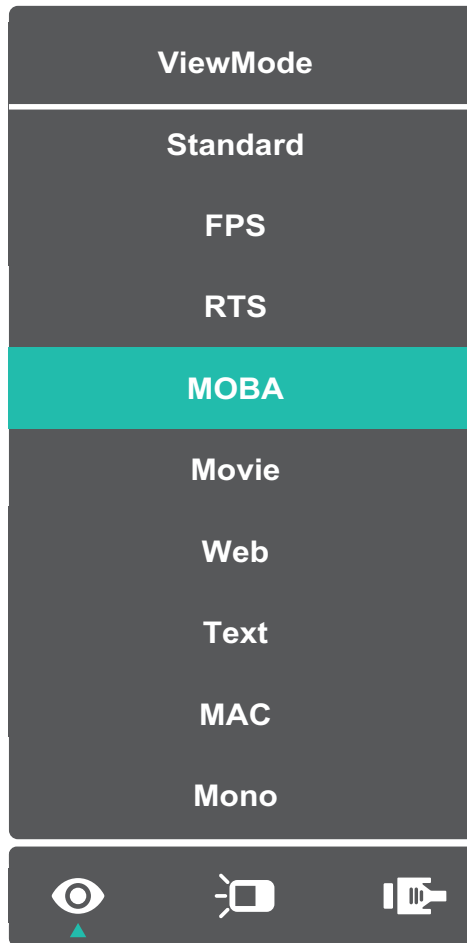 ViewMode
Standard
FPS
RTS
MOBA
Movie
Web
Text
MAC
Mono